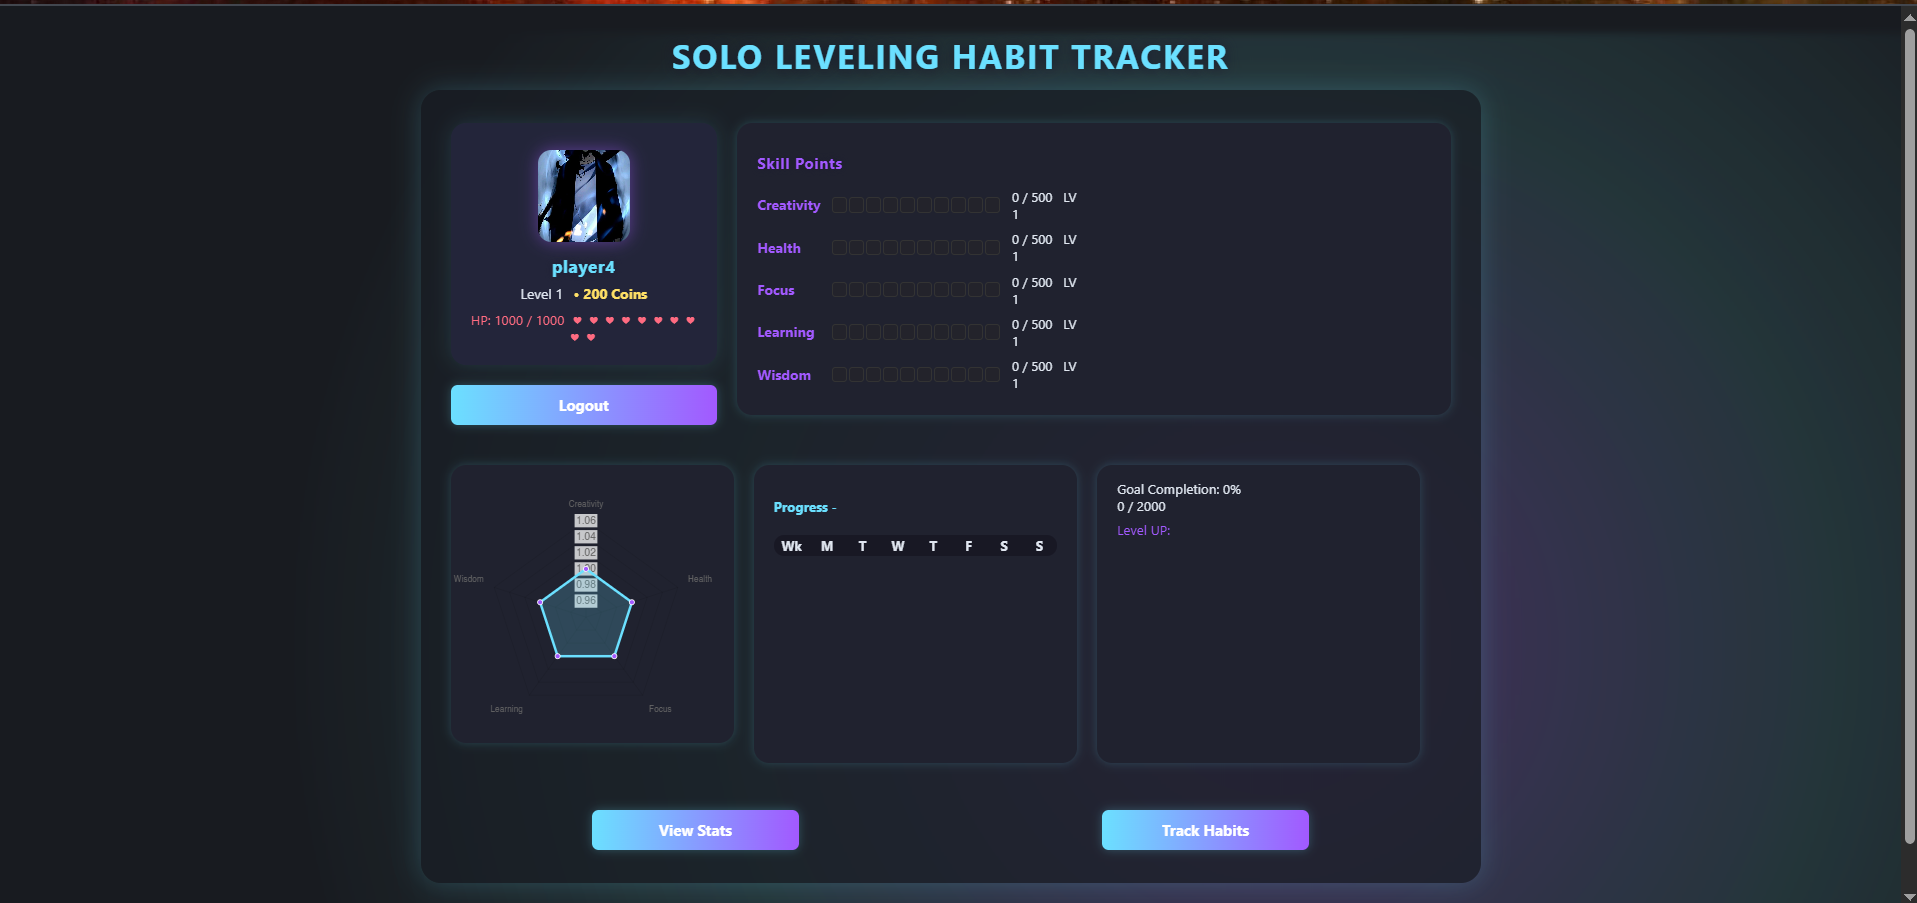 SOLO LEVELING HABIT TRACKER
player4
Level 1 • 200 Coins
HP: 1000 / 1000
Logout
Skill Points
Creativity 0 / 500 LV
1
Health 0 / 500 LV
1
Focus 0 / 500 LV
1
Learning 0 / 500 LV
1
Wisdom 0 / 500 LV
1
Creativity
1.06
1.04
1.02
1.00
0.98
0.96
Wisdom
Health
Learning
Focus
Progress -
Wk M T W T F S S
Goal Completion: 0%
0 / 2000
Level UP:
View Stats
Track Habits